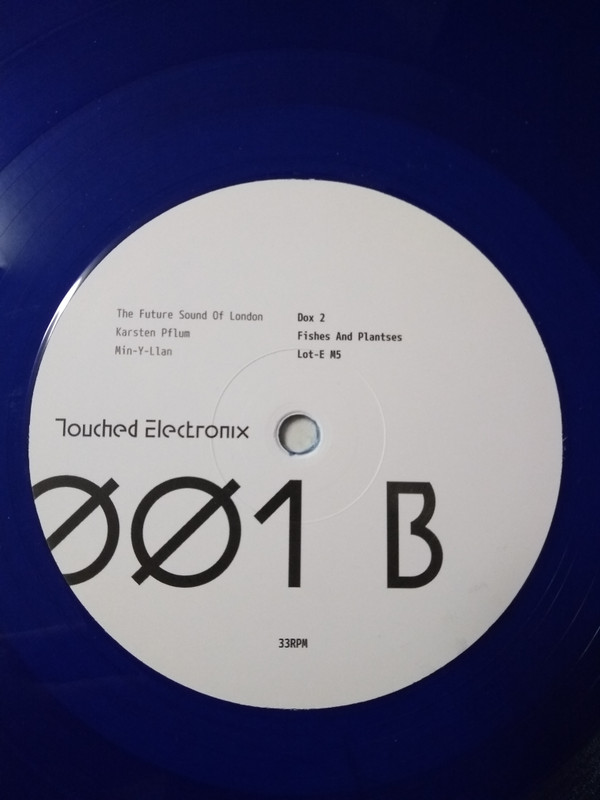 The Future Sound Of London Dox 2
Karsten Pflum Fishes And Plantses
Min-Y-Llan Lot-E M5
Touched Electronix
001 B
33RPM